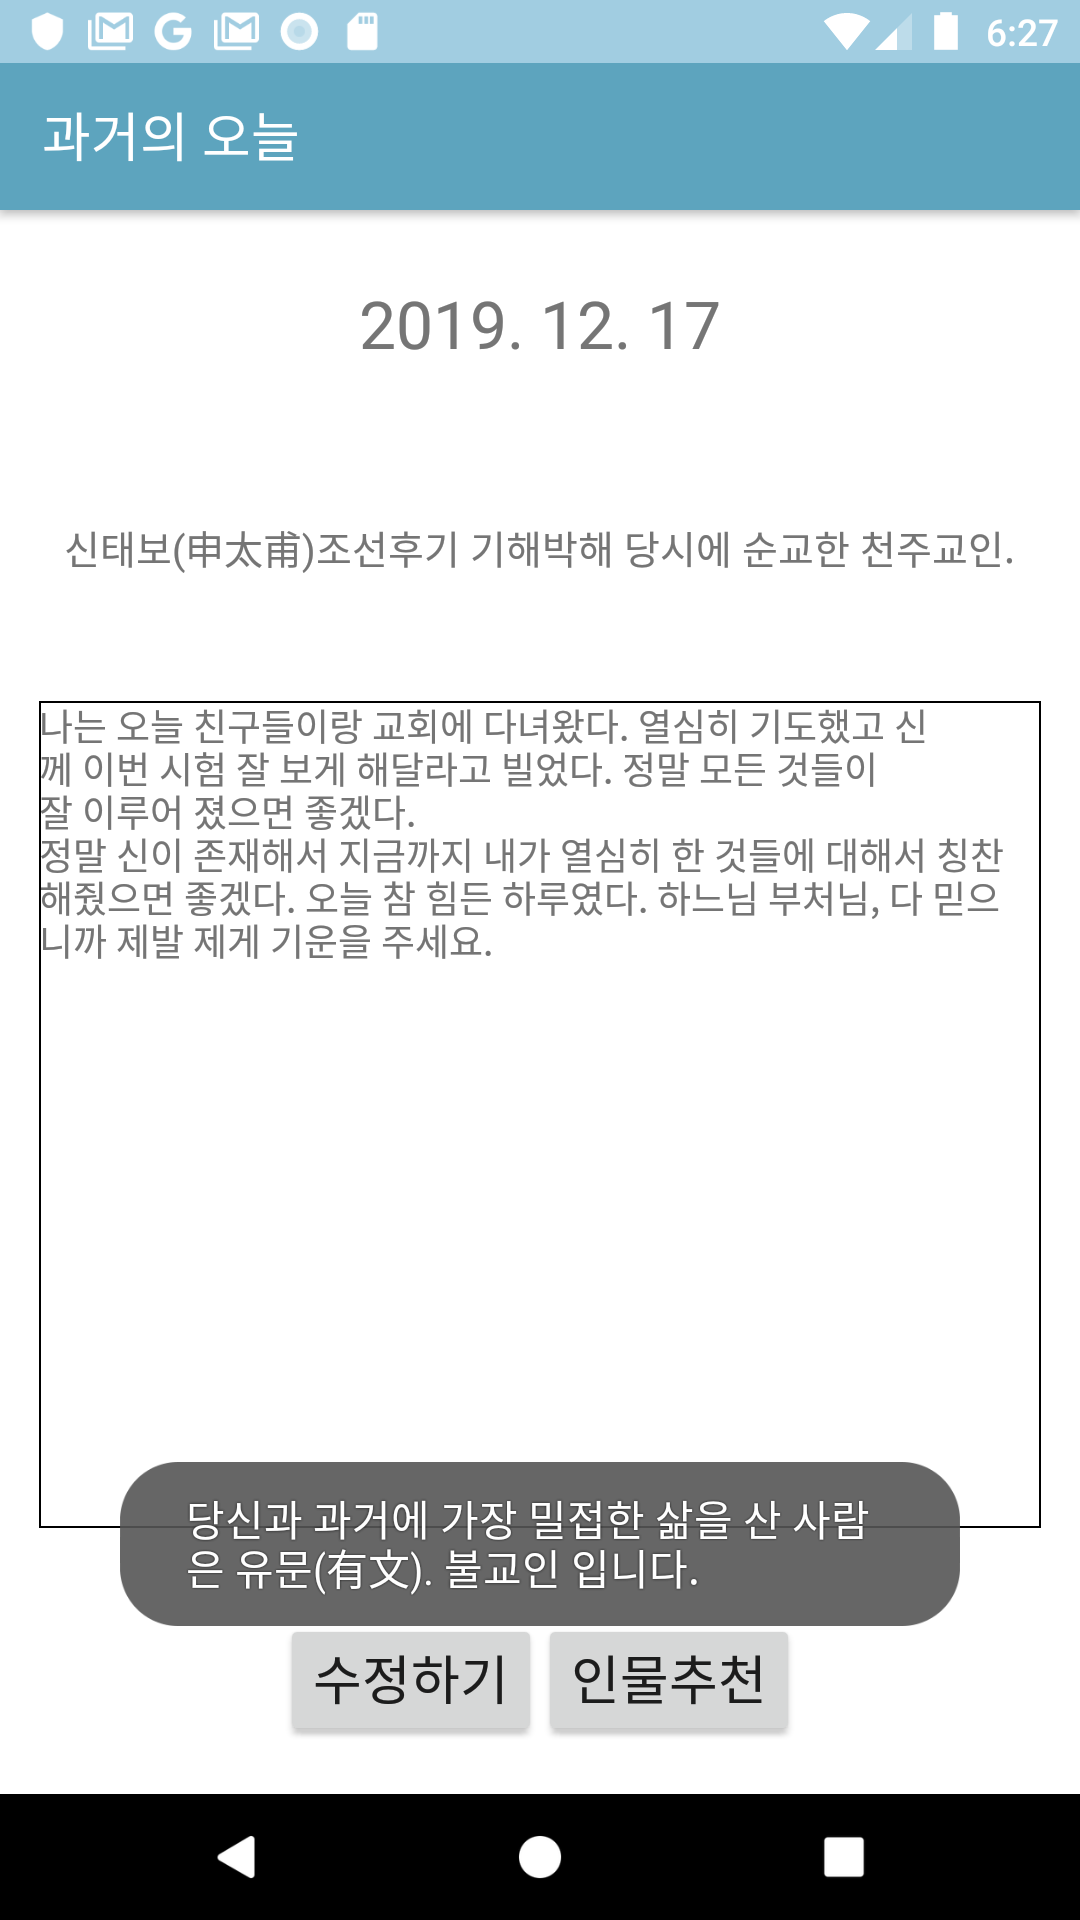 6:27
과거의 오늘
2019. 12. 17
신태보(申太甫)조선후기 기해박해 당시에 순교한 천주교인.
나는 오늘 친구들이랑 교회에 다녀왔다. 열심히 기도했고 신
께 이번 시험 잘 보게 해달라고 빌었다. 정말 모든 것들이
잘 이루어 졌으면 좋겠다.
정말 신이 존재해서 지금까지 내가 열심히 한 것들에 대해서 칭찬
해줬으면 좋겠다. 오늘 참 힘든 하루였다. 하느님 부처님, 다 믿으
니까 제발 제게 기운을 주세요.
당신과 과거에 가장 밀접한 삶을 산 사람
은 유문(有文). 불교인 입니다.
수정하기 인물추천